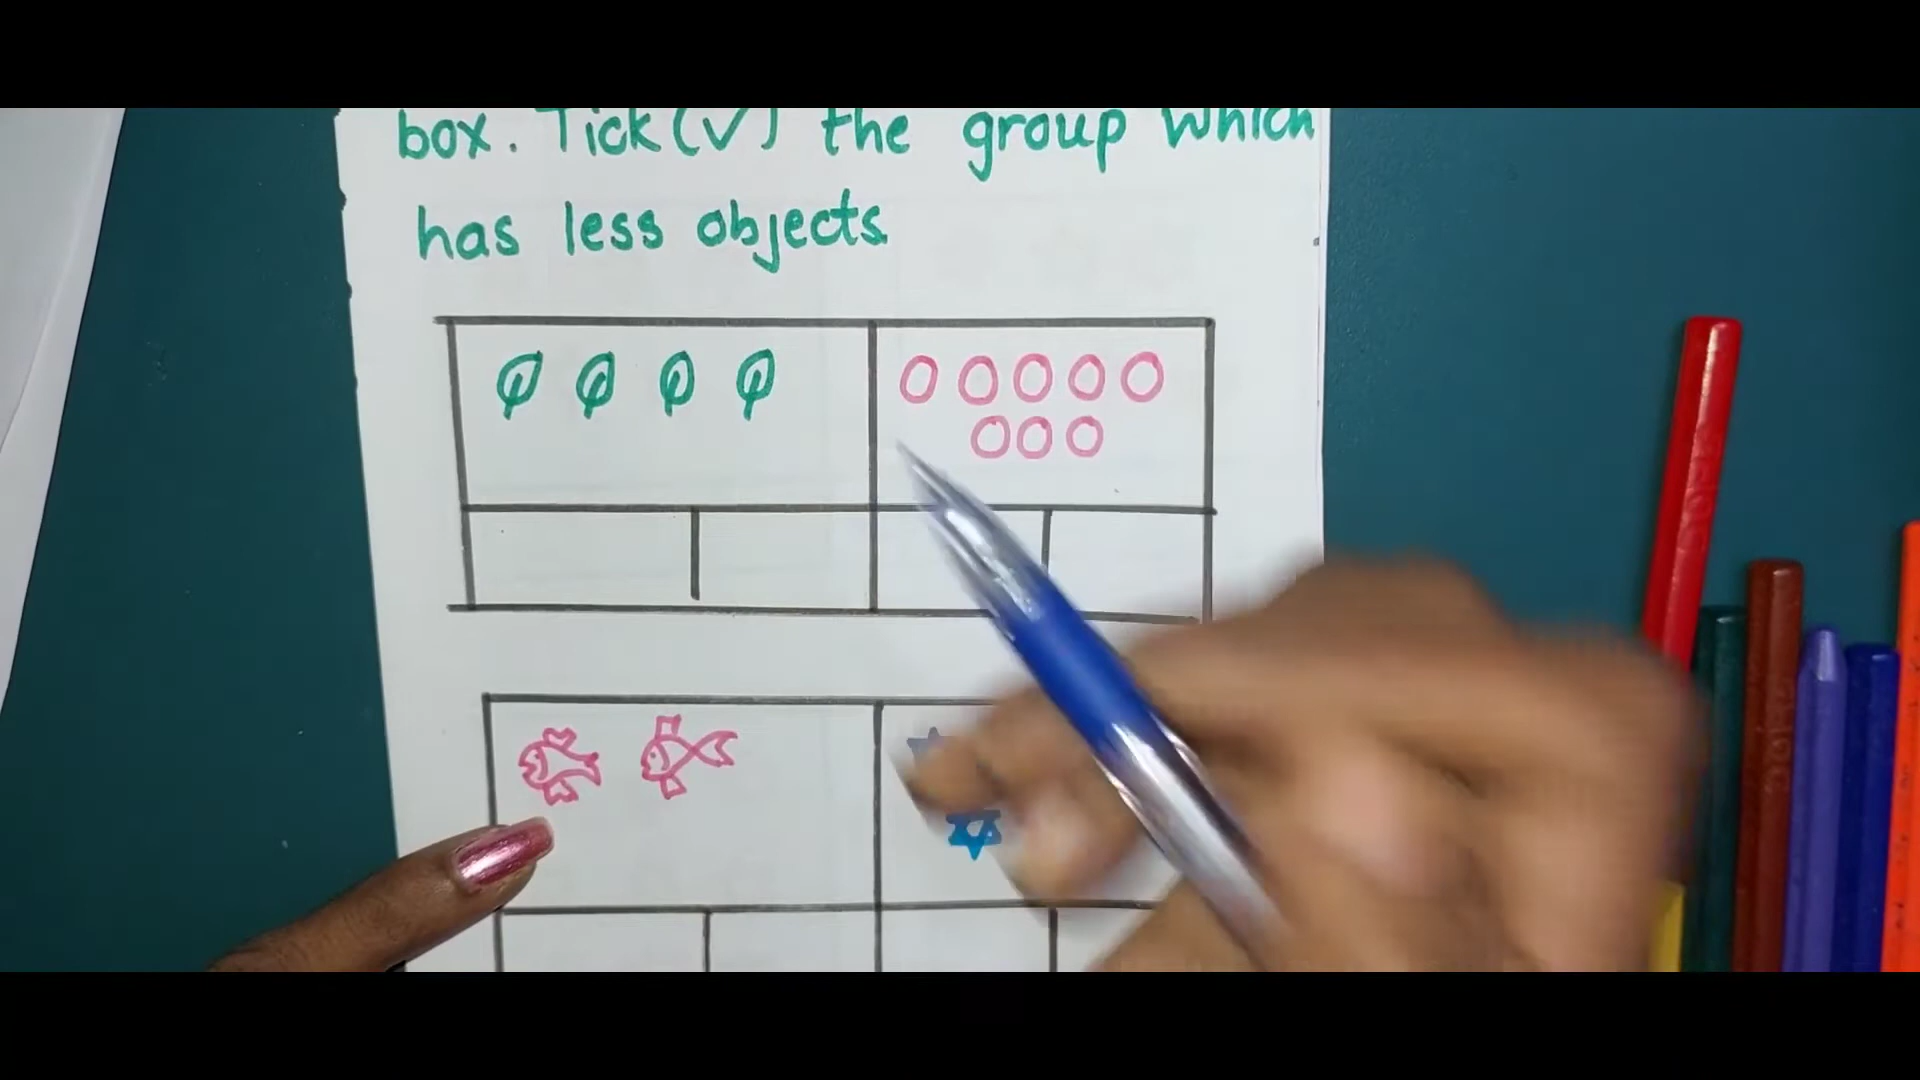 box. Tick (✓) the group which
has less objects.